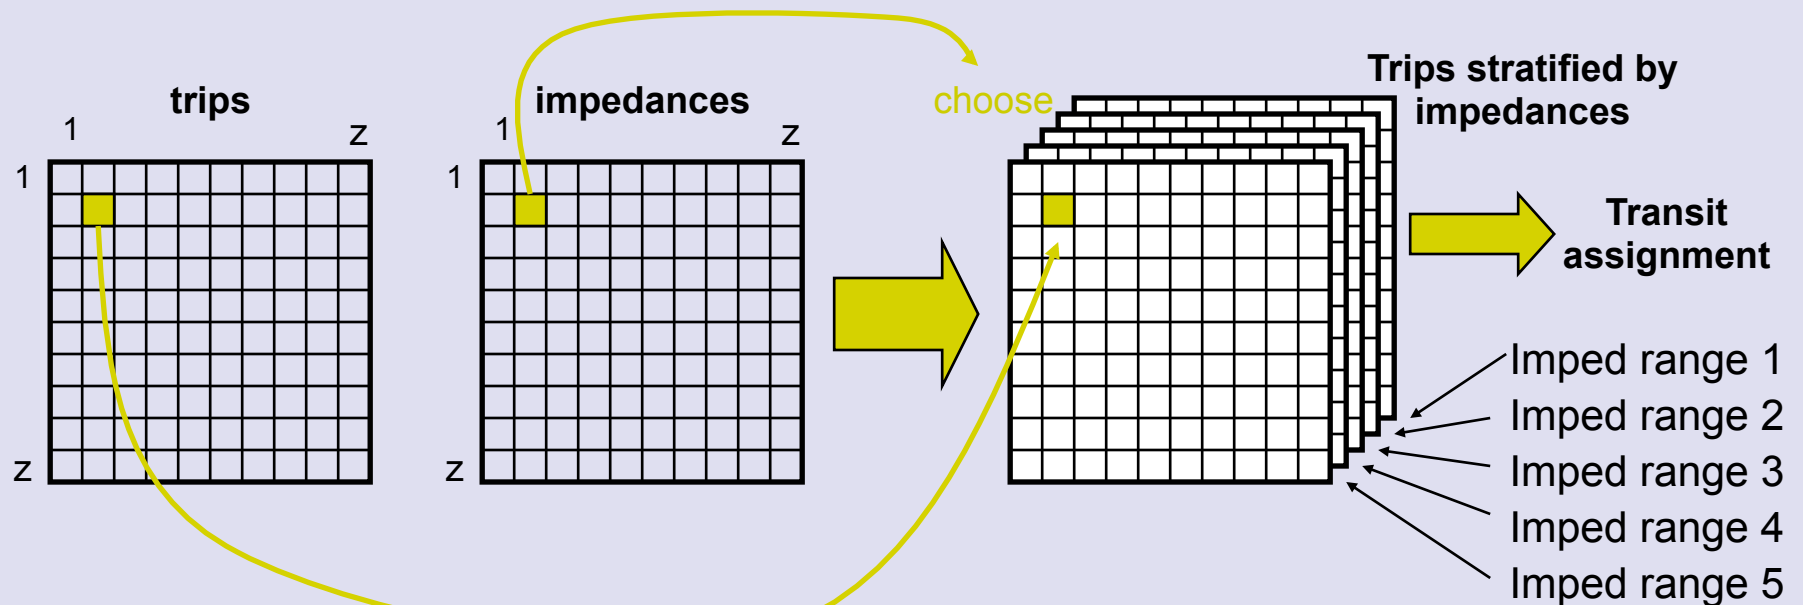 trips
1
z
1
z
impedances
1
z
1
z
choose
Trips stratified by
impedances
Transit
assignment
Imped range 1
Imped range 2
Imped range 3
Imped range 4
Imped range 5